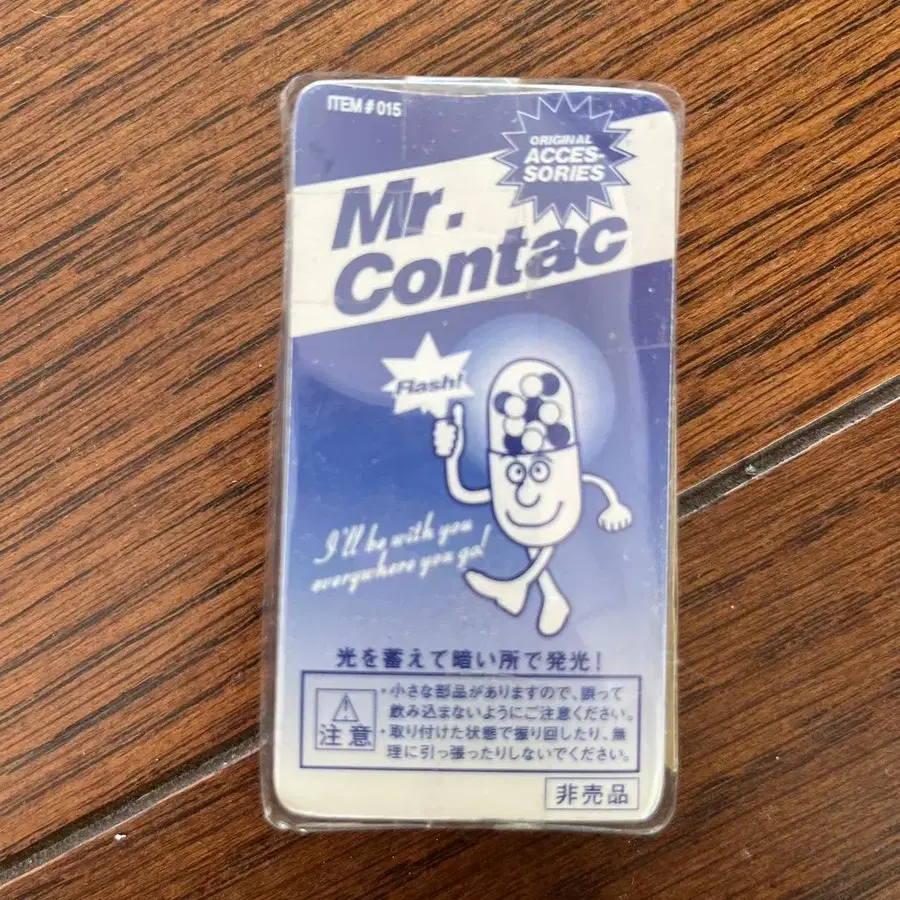 ITEM # 015
ORIGINAL
ACCES-
SORIES
Mr.
Contac
Flash!
I'll be with you
everywhere you go!
光を蓄えて暗い所で発光！
注意
・小さな部品がありますので、誤って
飲み込まないようにご注意ください。
・取り付けた状態で振り回したり、無
理に引っ張ったりしないでください。
非売品